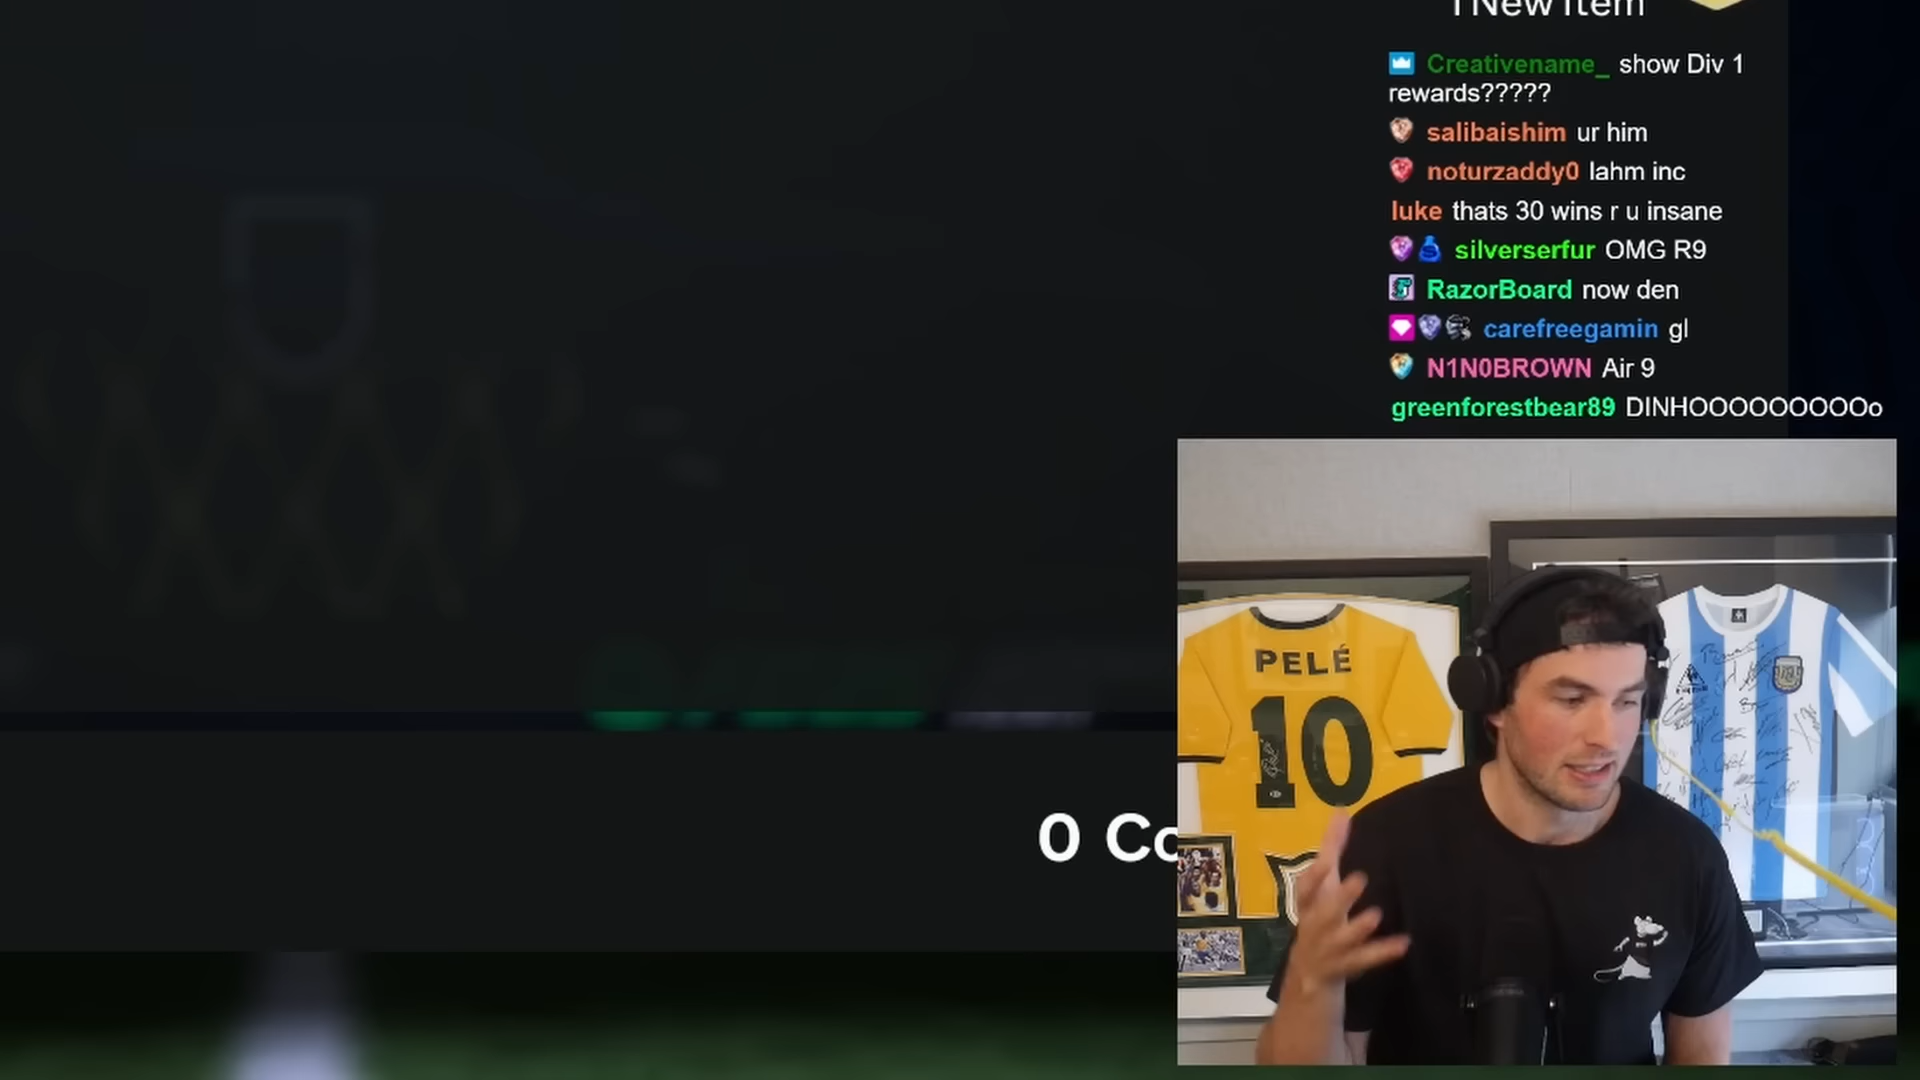 1 New Item
Creativename_ show Div 1
rewards?????
salibaishim ur him
noturzaddy0 lahm inc
luke thats 30 wins r u insane
silverserfur OMG R9
RazorBoard now den
carefreegamin gl
N1N0BROWN Air 9
greenforestbear89 DINHOOOOOOOOOo
PELÉ
10
0 Co